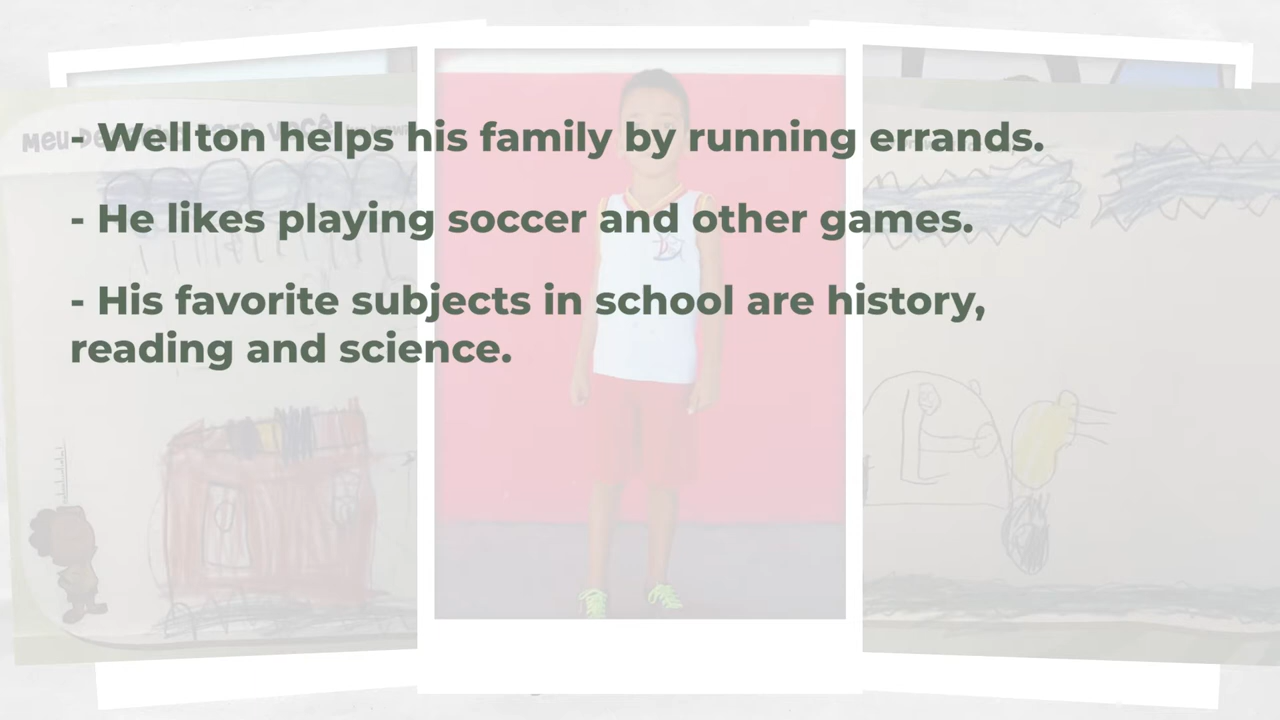 - Wellton helps his family by running errands.
- He likes playing soccer and other games.
- His favorite subjects in school are history,
reading and science.